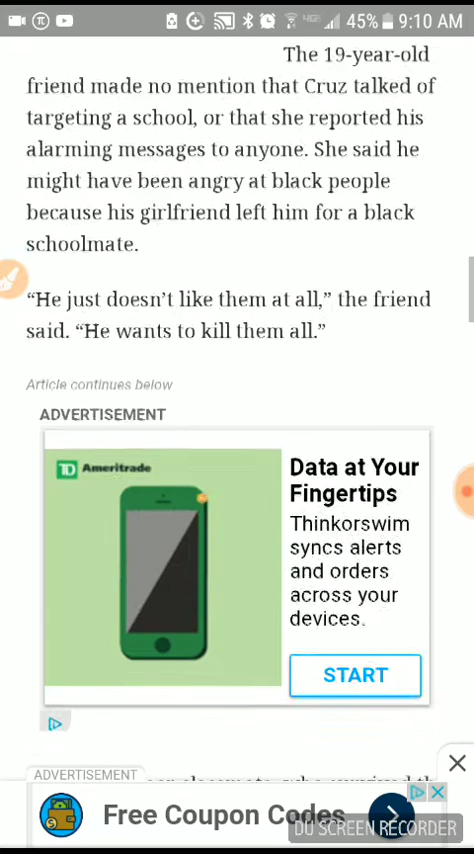 45% 9:10 AM
The 19-year-old
friend made no mention that Cruz talked of
targeting a school, or that she reported his
alarming messages to anyone. She said he
might have been angry at black people
because his girlfriend left him for a black
schoolmate.
“He just doesn’t like them at all,” the friend
said. “He wants to kill them all.”
Article continues below
ADVERTISEMENT
TD Ameritrade
Data at Your
Fingertips
Thinkorswim
syncs alerts
and orders
across your
devices.
START
ADVERTISEMENT
Free Coupon Codes
DU SCREEN RECORDER